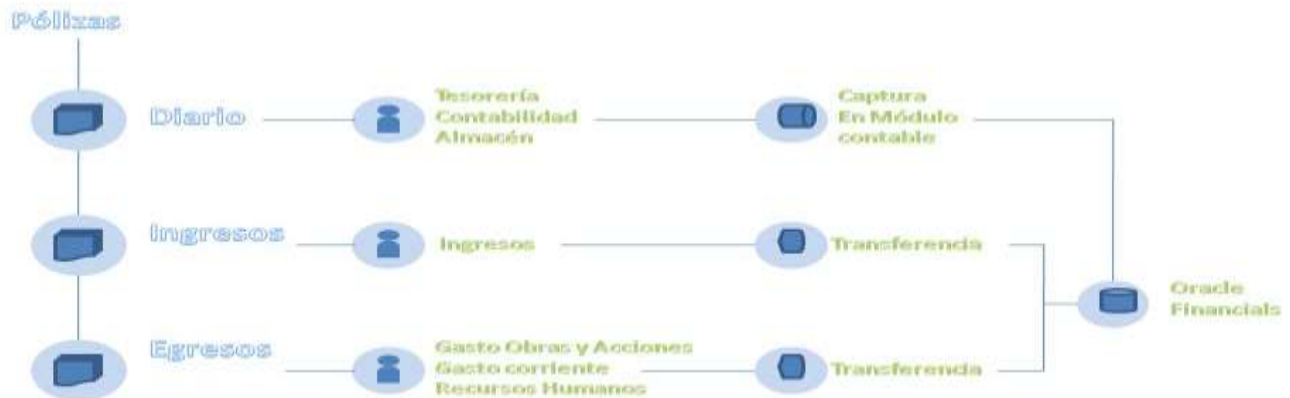 Pólizas
Diario
Tesorería
Contabilidad
Almacén
Captura
En Módulo
contable
Ingresos
Ingresos
Transferencia
Oracle
Financials
Egresos
Gasto Obras y Acciones
Gasto corriente
Recursos Humanos
Transferencia